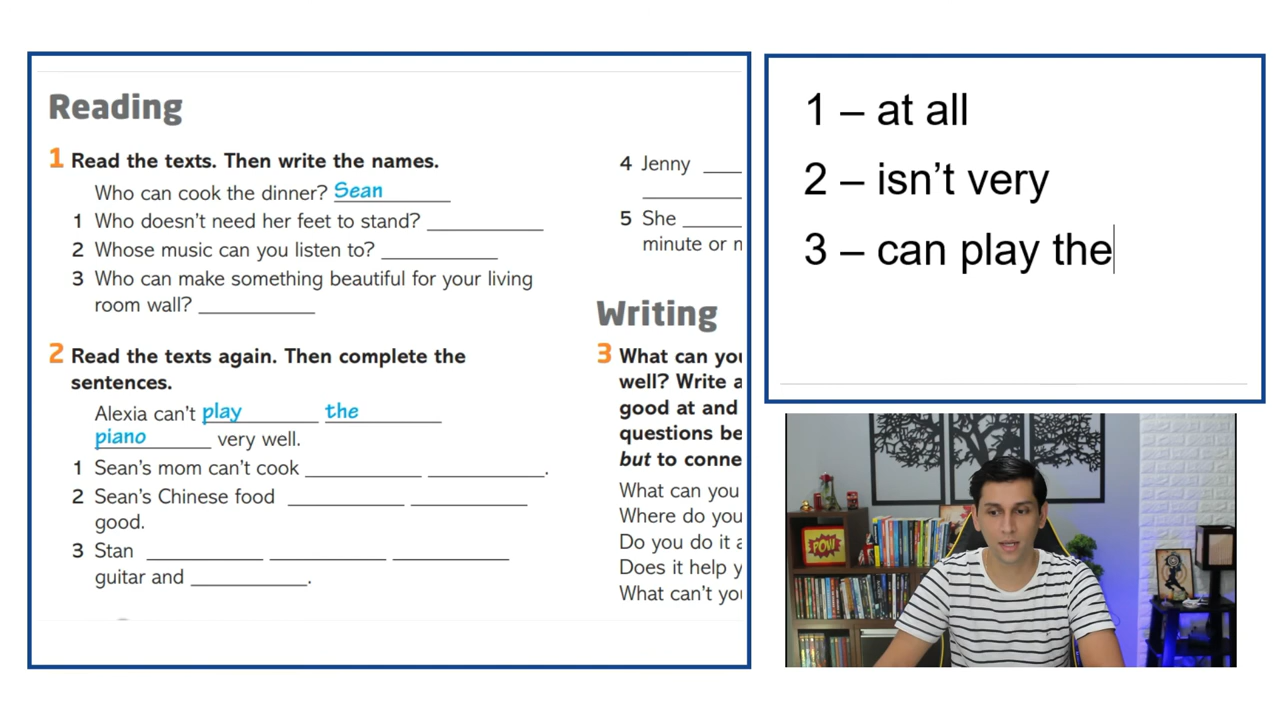 Reading
1 Read the texts. Then write the names.
Who can cook the dinner? Sean
1 Who doesn't need her feet to stand?
2 Whose music can you listen to?
3 Who can make something beautiful for your living
room wall?
2 Read the texts again. Then complete the
sentences.
Alexia can't play the
piano very well.
1 Sean's mom can't cook .
2 Sean's Chinese food
good.
3 Stan
guitar and .
4 Jenny
5 She
minute or
Writing
3 What can you
well? Write a
good at and
questions be
but to conne
What can you
Where do you
Do you do it a
Does it help y
What can't you
1 – at all
2 – isn't very
3 – can play the
POW!